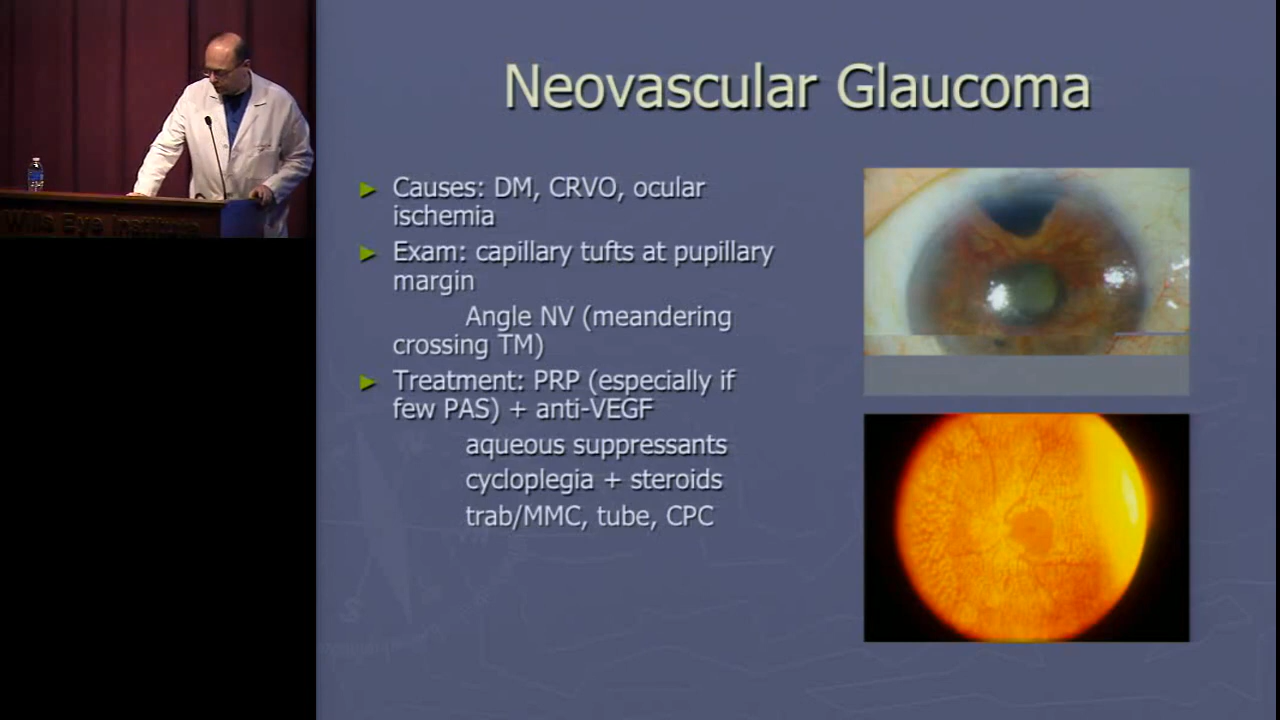 Neovascular Glaucoma
► Causes: DM, CRVO, ocular
ischemia
► Exam: capillary tufts at pupillary
margin
Angle NV (meandering
crossing TM)
► Treatment: PRP (especially if
few PAS) + anti-VEGF
aqueous suppressants
cycloplegia + steroids
trab/MMC, tube, CPC
Wills Eye Institute